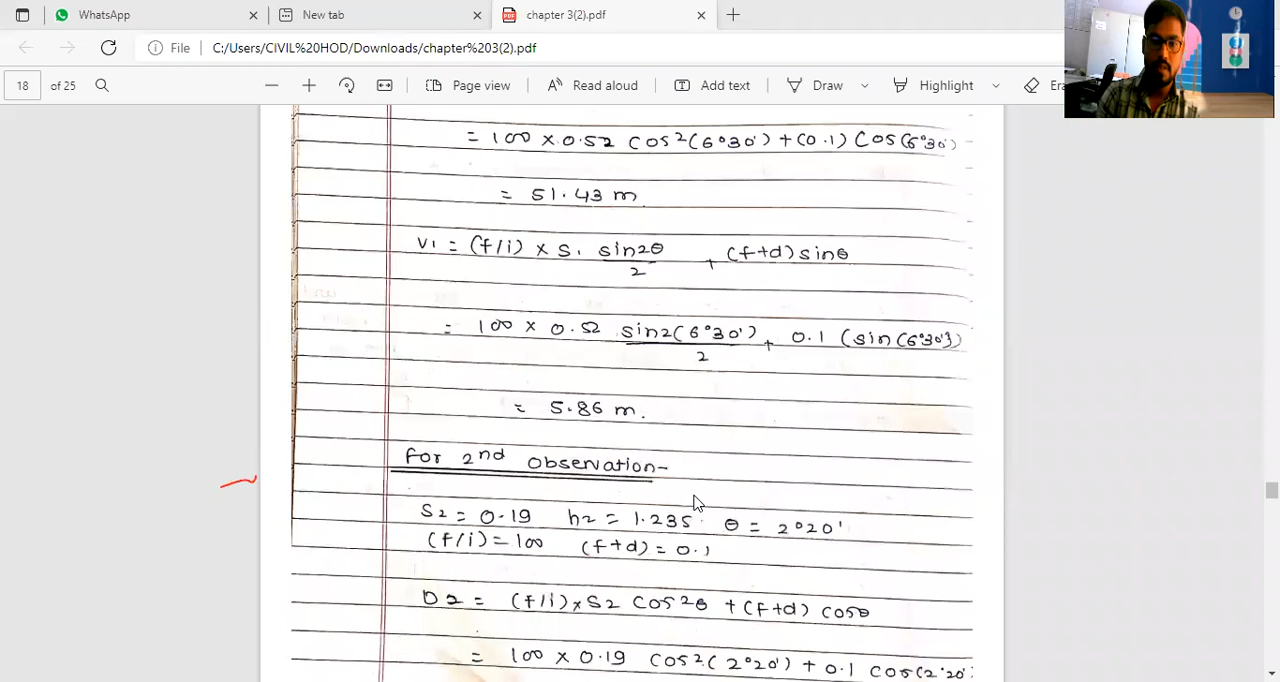 WhatsApp
New tab
chapter 3(2).pdf
File C:/Users/CIVIL%20HOD/Downloads/chapter%203(2).pdf
18 of 25 Page view Read aloud Add text Draw Highlight
= 100 × 0.52 Cos²(6°30') + (0.1) Cos(6°30')
= 51.43 m
V1 = (f/i) × S1 sin2θ/2 + (f+d) sinθ
= 100 × 0.52 sin2(6°30')/2 + 0.1 (sin(6°30'))
= 5.86 m.
For 2nd Observation-
S2 = 0.19 h2 = 1.235 θ = 2°20'
(f/i) = 100 (f+d) = 0.1
D2 = (f/i) × S2 Cos²θ + (f+d) cosθ
= 100 × 0.19 Cos²(2°20') + 0.1 cos(2°20'